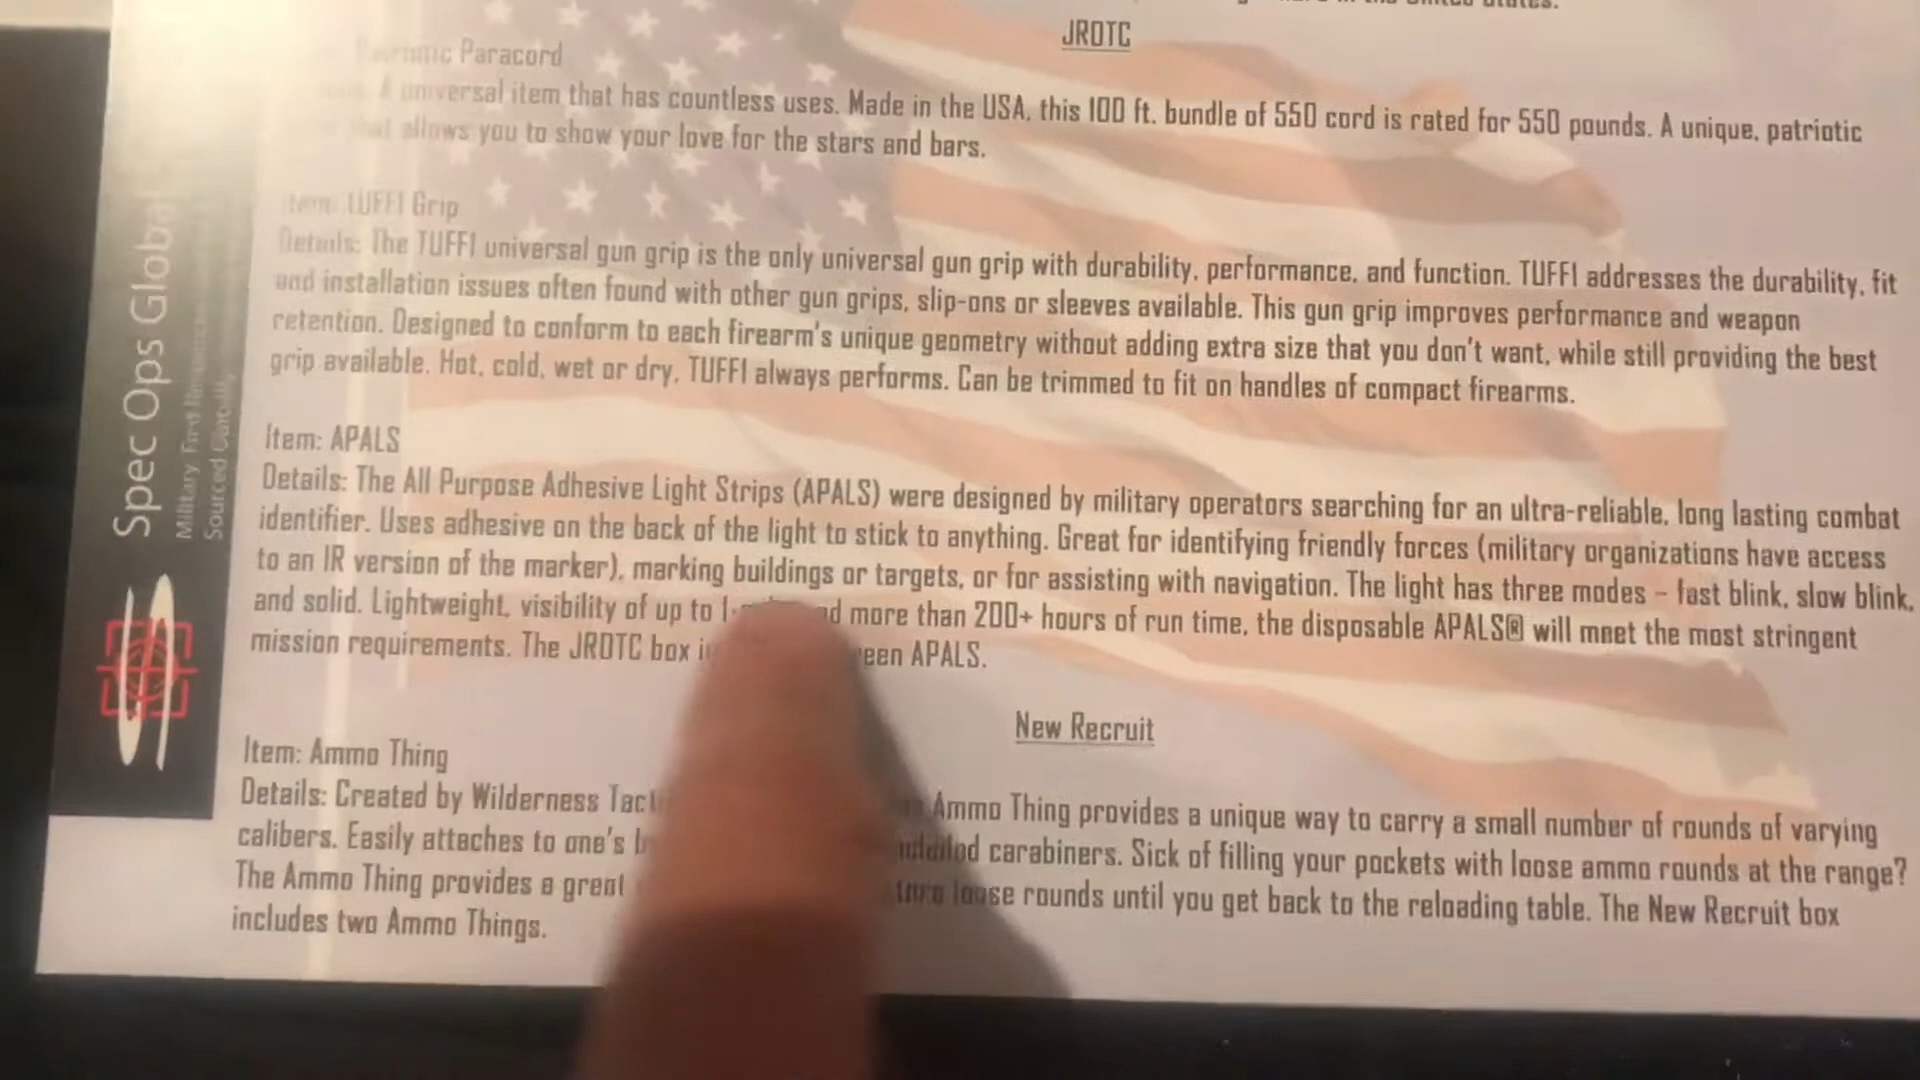 JROTC
Paracord
universal item that has countless uses. Made in the USA, this 100 ft. bundle of 550 cord is rated for 550 pounds. A unique, patriotic
that allows you to show your love for the stars and bars.
Item: TUFF1 Grip
Details: The TUFF1 universal gun grip is the only universal gun grip with durability, performance, and function. TUFF1 addresses the durability, fit
and installation issues often found with other gun grips, slip-ons or sleeves available. This gun grip improves performance and weapon
retention. Designed to conform to each firearm's unique geometry without adding extra size that you don't want, while still providing the best
grip available. Hot, cold, wet or dry, TUFF1 always performs. Can be trimmed to fit on handles of compact firearms.
Item: APALS
Details: The All Purpose Adhesive Light Strips (APALS) were designed by military operators searching for an ultra-reliable, long lasting combat
identifier. Uses adhesive on the back of the light to stick to anything. Great for identifying friendly forces (military organizations have access
to an IR version of the marker), marking buildings or targets, or for assisting with navigation. The light has three modes – fast blink, slow blink,
and solid. Lightweight, visibility of up to more than 200+ hours of run time, the disposable APALS® will meet the most stringent
mission requirements. The JROTC box APALS.
New Recruit
Item: Ammo Thing
Details: Created by Wilderness Ammo Thing provides a unique way to carry a small number of rounds of varying
calibers. Easily attaches to one's carabiners. Sick of filling your pockets with loose ammo rounds at the range?
The Ammo Thing provides a great loose rounds until you get back to the reloading table. The New Recruit box
includes two Ammo Things.
Spec Ops Global
Military First
Sourced